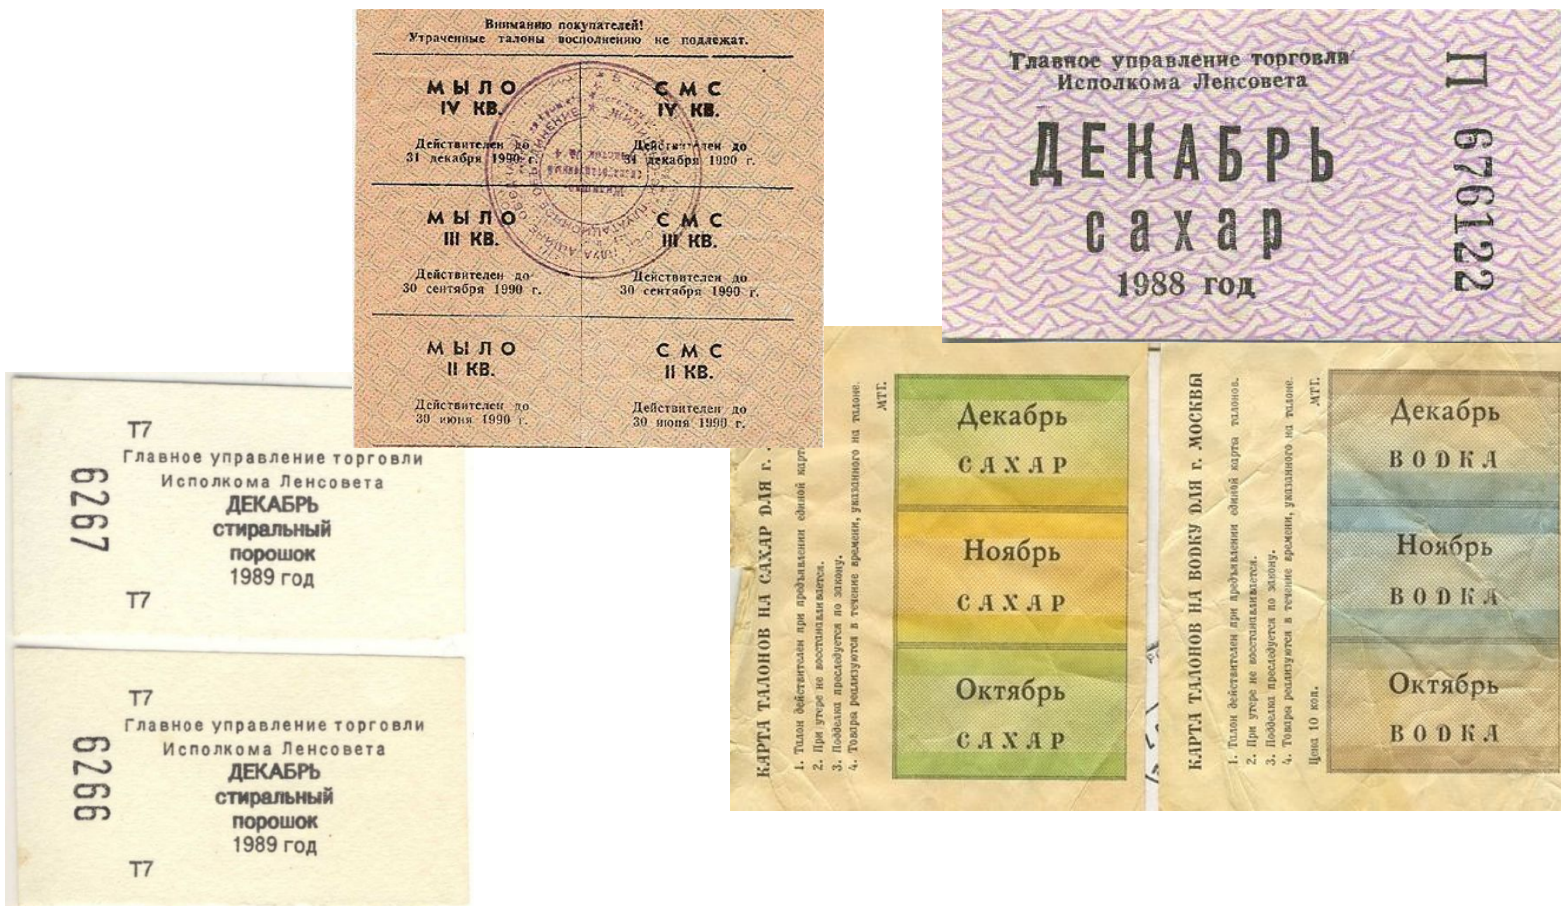 Вниманию покупателей!
Утраченные талоны восполнению не подлежат.
МЫЛО
IV КВ.
Действителен до
31 декабря 1990 г.
СМС
IV КВ.
Действителен до
31 декабря 1990 г.
МЫЛО
III КВ.
Действителен до
30 сентября 1990 г.
СМС
III КВ.
Действителен до
30 сентября 1990 г.
МЫЛО
II КВ.
Действителен до
30 июня 1990 г.
СМС
II КВ.
Действителен до
30 июня 1990 г.
Главное управление торговли
Исполкома Ленсовета
ДЕКАБРЬ
сахар
1988 год
П 676122
Т7
Главное управление торговли
Исполкома Ленсовета
ДЕКАБРЬ
стиральный
порошок
1989 год
Т7
6267
Т7
Главное управление торговли
Исполкома Ленсовета
ДЕКАБРЬ
стиральный
порошок
1989 год
Т7
6266
КАРТА ТАЛОНОВ НА САХАР ДЛЯ г.
1. Талон действителен при предъявлении единой карты
2. При утере не восстанавливается.
3. Подделка преследуется по закону.
4. Товары реализуются в течение времени, указанного на талоне.
МТГ.
Декабрь
САХАР
Ноябрь
САХАР
Октябрь
САХАР
КАРТА ТАЛОНОВ НА ВОДКУ ДЛЯ г. МОСКВЫ
1. Талон действителен при предъявлении единой карты талонов.
2. При утере не восстанавливается.
3. Подделка преследуется по закону.
4. Товары реализуются в течение времени, указанного на талоне.
Цена 10 коп.
МТГ.
Декабрь
ВОДКА
Ноябрь
ВОДКА
Октябрь
ВОДКА